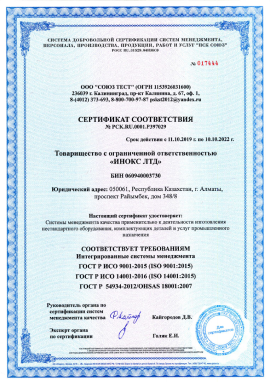 СИСТЕМА ДОБРОВОЛЬНОЙ СЕРТИФИКАЦИИ СИСТЕМ МЕНЕДЖМЕНТА,
ПЕРСОНАЛА, ПРОИЗВОДСТВА, ПРОДУКЦИИ, РАБОТ И УСЛУГ "ПСК СОЮЗ"
№ 017444
ООО "СОЮЗ ТЕСТ" (ОГРН 1153926031600)
236039 г. Калининград, пр-кт Калинина, д. 67, оф. 1,
8-(4012) 373-693, 8-800-700-97-87 pskst2012@yandex.ru
СЕРТИФИКАТ СООТВЕТСТВИЯ
№ РСК.RU.0001.F397029
Срок действия с 11.10.2019 г. по 10.10.2022 г.
Товарищество с ограниченной ответственностью
«ИНОКС ЛТД»
БИН 060940003730
Юридический адрес: 050061, Республика Казахстан, г. Алматы,
проспект Райымбек, дом 348/8
Настоящий сертификат удостоверяет:
Системы менеджмента качества применительно к деятельности изготовления
нестандартного оборудования, комплектующих деталей и услуг промышленного
назначения
СООТВЕТСТВУЮТ ТРЕБОВАНИЯМ
Интегрированные системы менеджмента
ГОСТ Р ИСО 9001-2015 (ISO 9001:2015)
ГОСТ Р ИСО 14001-2016 (ISO 14001:2015)
ГОСТ Р 54934-2012/OHSAS 18001:2007
Руководитель органа по
сертификации систем
менеджмента качества
Кайгородов Д.В.
Эксперт органа по
сертификации
Голик Е.И.